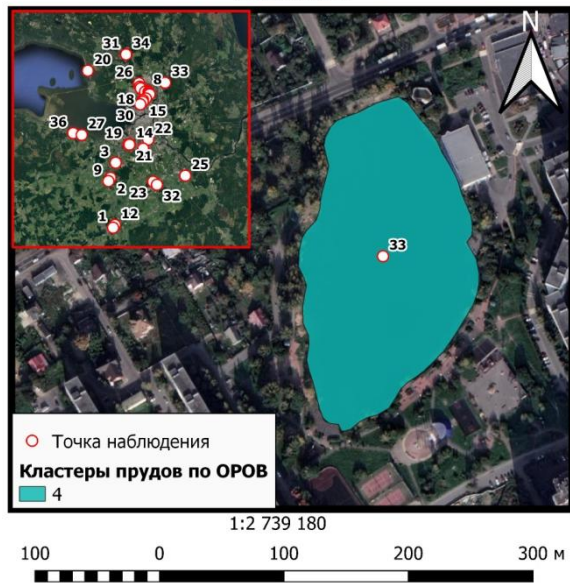 31 34
20
26 8 33
18
30 15
36 27 19 14 22
3 21
9 25
2 23 32
1 12
N
33
Точка наблюдения
Кластеры прудов по ОРОВ
4
1:2 739 180
100 0 100 200 300 м